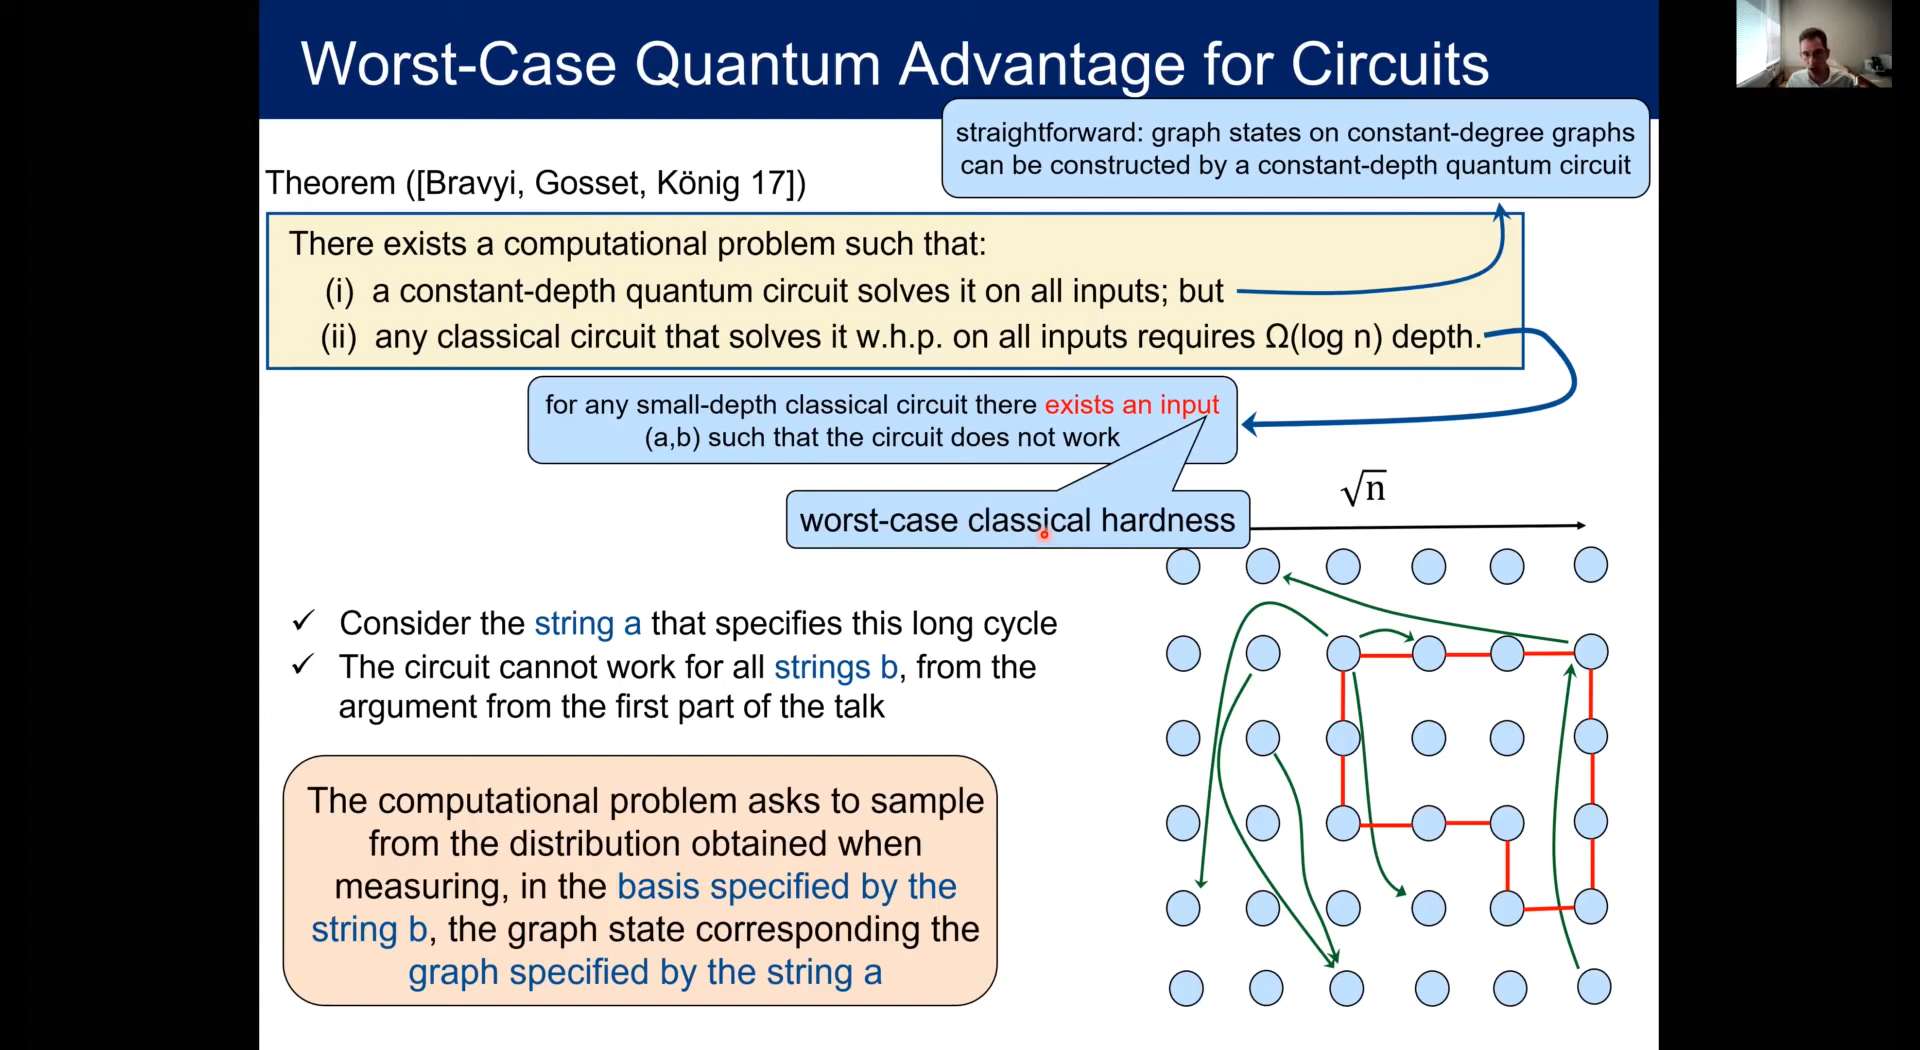 Worst-Case Quantum Advantage for Circuits
straightforward: graph states on constant-degree graphs
can be constructed by a constant-depth quantum circuit
Theorem ([Bravyi, Gosset, König 17])
There exists a computational problem such that:
(i) a constant-depth quantum circuit solves it on all inputs; but
(ii) any classical circuit that solves it w.h.p. on all inputs requires Ω(log n) depth.
for any small-depth classical circuit there exists an input
(a,b) such that the circuit does not work
worst-case classical hardness
√n
✓ Consider the string a that specifies this long cycle
✓ The circuit cannot work for all strings b, from the
argument from the first part of the talk
The computational problem asks to sample
from the distribution obtained when
measuring, in the basis specified by the
string b, the graph state corresponding the
graph specified by the string a